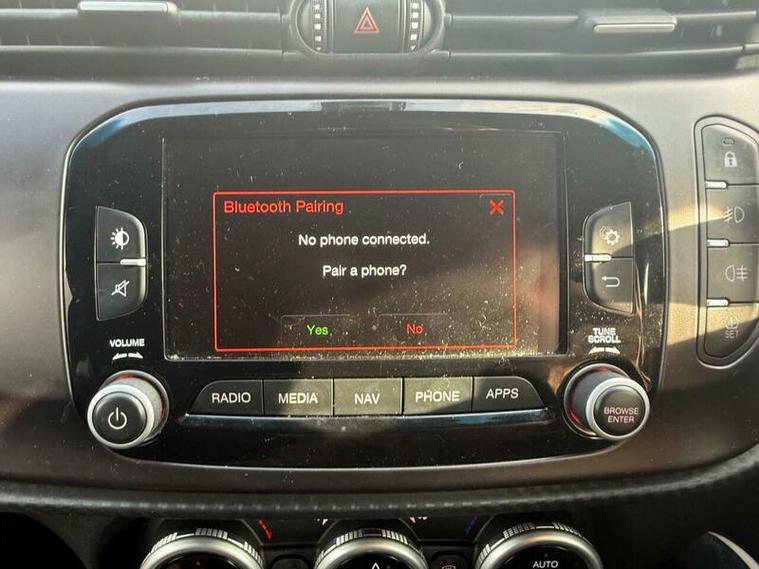 Bluetooth Pairing
No phone connected.
Pair a phone?
Yes No
VOLUME
TUNE
SCROLL
RADIO MEDIA NAV PHONE APPS
BROWSE
ENTER
SET
AUTO